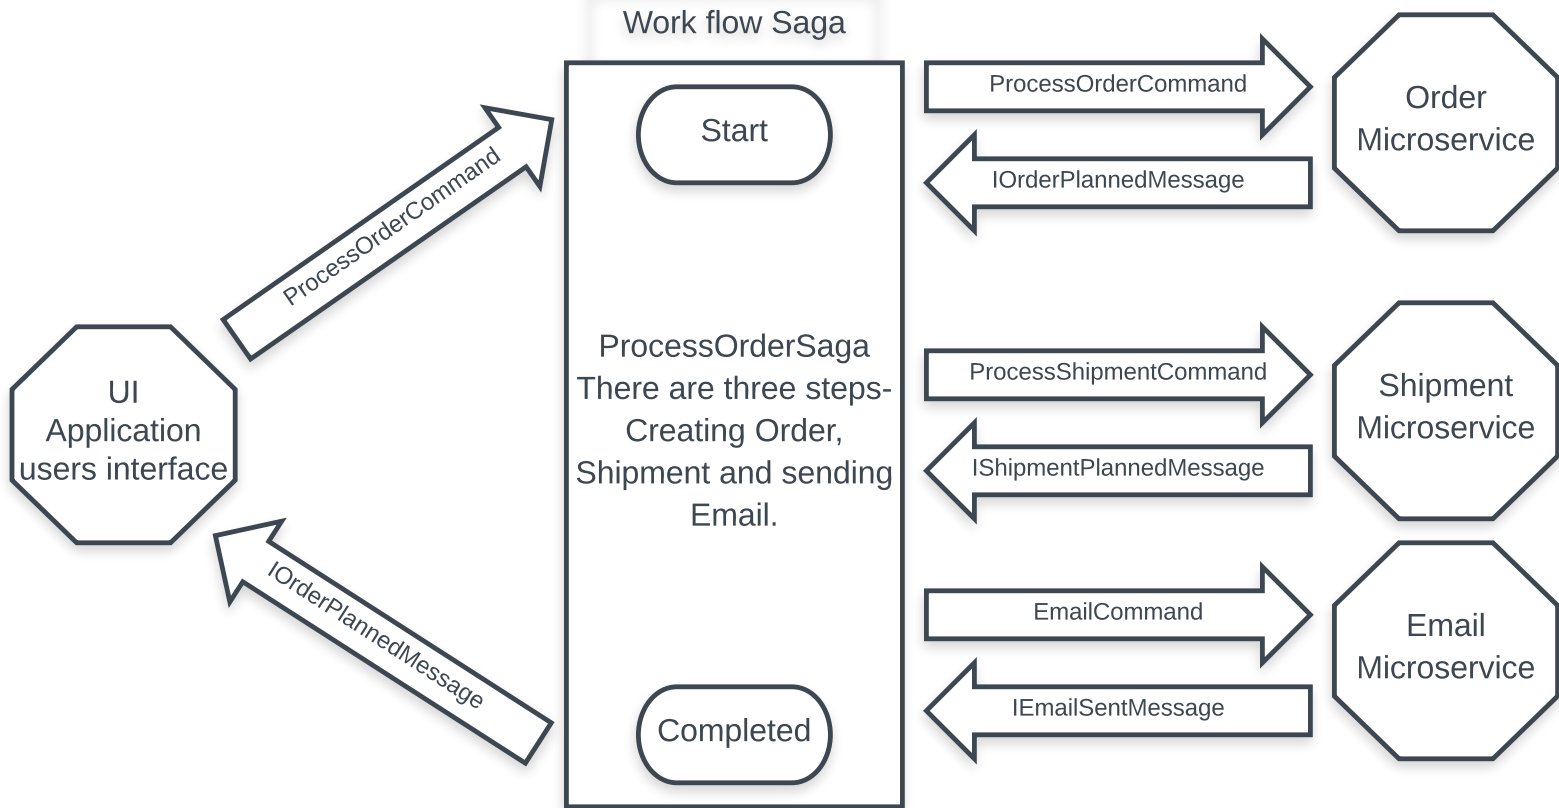 Work flow Saga
Start
ProcessOrderCommand
ProcessOrderCommand
Order
Microservice
IOrderPlannedMessage
UI
Application
users interface
ProcessOrderSaga
There are three steps-
Creating Order,
Shipment and sending
Email.
ProcessShipmentCommand
Shipment
Microservice
IShipmentPlannedMessage
IOrderPlannedMessage
EmailCommand
Email
Microservice
IEmailSentMessage
Completed